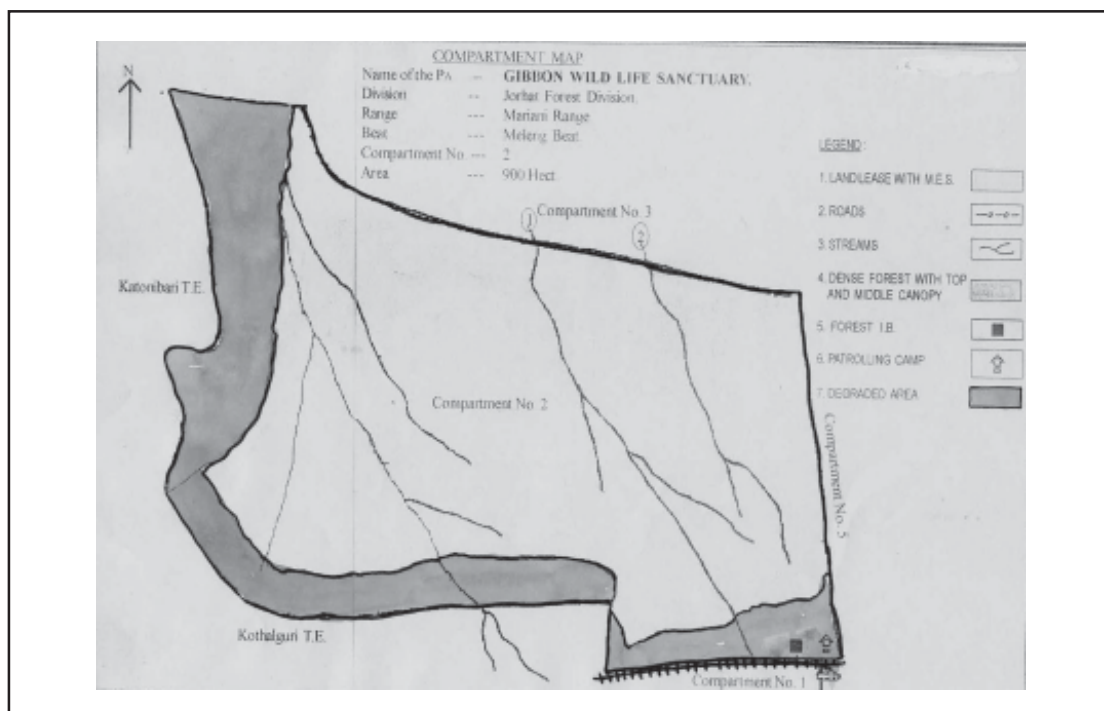 COMPARTMENT MAP
Name of the PA -- GIBBON WILD LIFE SANCTUARY.
Division -- Jorhat Forest Division.
Range --- Mariani Range
Beat --- Meleng Beat.
Compartment No --- 2
Area --- 900 Hect
N
LEGEND:
1. LANDLEASE WITH M.E.S.
2. ROADS
3. STREAMS
4. DENSE FOREST WITH TOP
AND MIDDLE CANOPY
5. FOREST I.B.
6. PATROLLING CAMP
7. DEGRADED AREA
1
Compartment No. 3
2
Katonibari T.E.
Compartment No. 2
Compartment No. 5
Kothalguri T.E.
Compartment No. 1